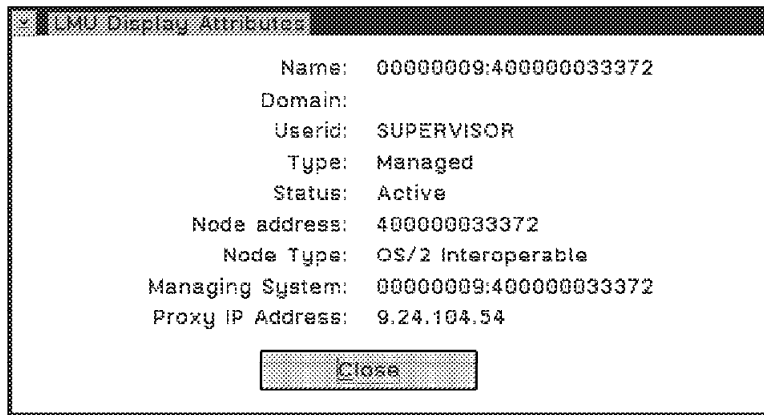 LMU Display Attributes
Name: 00000009:400000033372
Domain:
Userid: SUPERVISOR
Type: Managed
Status: Active
Node address: 400000033372
Node Type: OS/2 Interoperable
Managing System: 00000009:400000033372
Proxy IP Address: 9.24.104.54
Close